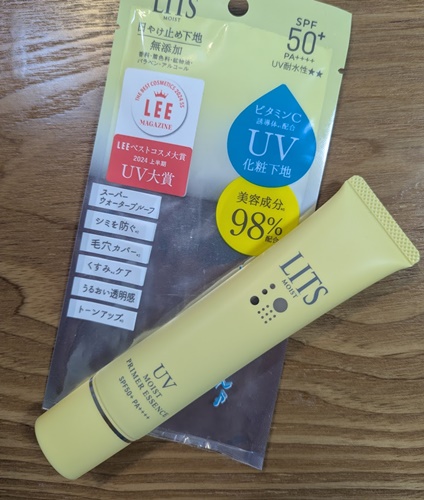 LITS
MOIST
日やけ止め下地
無添加
香料・着色料・鉱物油・
パラベン・アルコール
SPF
50+
PA++++
UV耐水性★★
THE BEST COSMETICS 2024 S/S
LEE
MAGAZINE
LEEベストコスメ大賞
2024 上半期
UV大賞
ビタミンC
誘導体 配合
UV
化粧下地
美容成分
98%
配合
スーパー
ウォータープルーフ
シミを防ぐ
毛穴カバー
くすみケア
うるおい透明感
トーンアップ
LITS
MOIST
UV
MOIST
PRIMER ESSENCE
SPF50+ PA++++